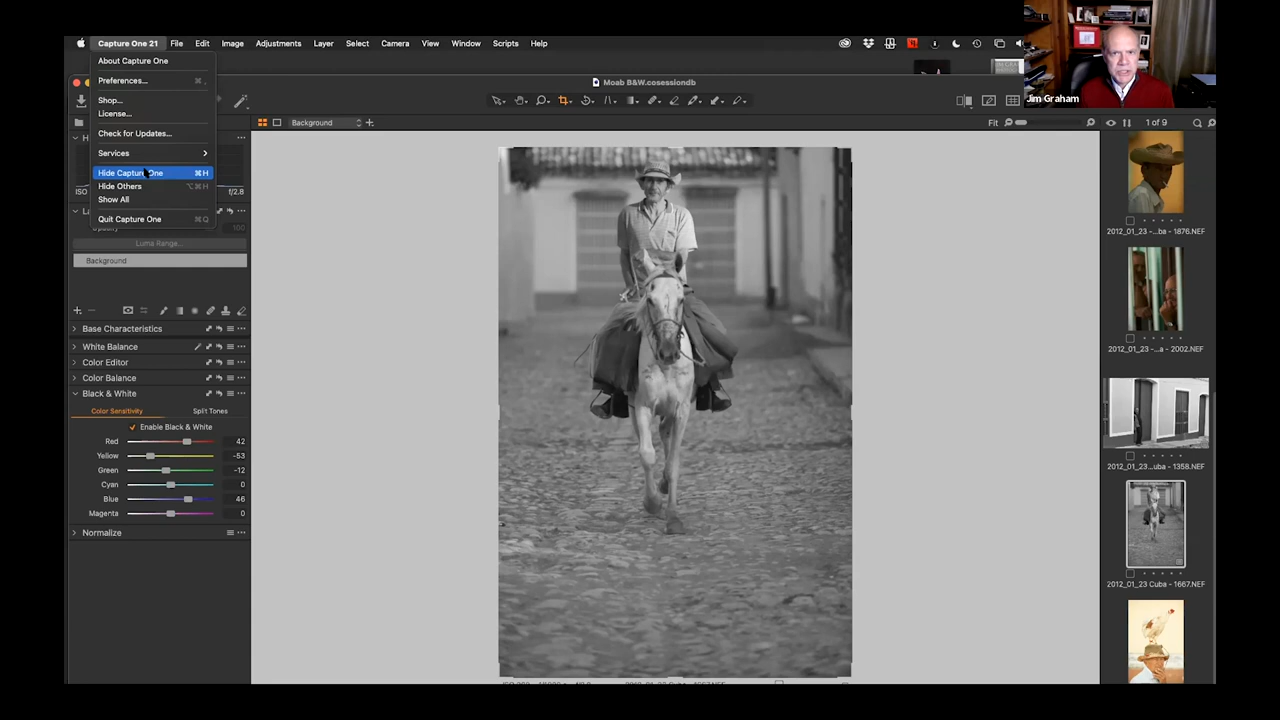 Capture One 21 File Edit Image Adjustments Layer Select Camera View Window Scripts Help
About Capture One
Preferences... ⌘,
Shop...
License...
Check for Updates...
Services
Hide Capture One ⌘H
Hide Others ⌥⌘H
Show All
Quit Capture One ⌘Q
Jim Graham
Moab B&W.cosessiondb
Background
Fit
1 of 9
ISO
f/2.8
100
Luma Range...
Background
Base Characteristics
White Balance
Color Editor
Color Balance
Black & White
Color Sensitivity Split Tones
Enable Black & White
Red 42
Yellow -53
Green -12
Cyan 0
Blue 46
Magenta 0
Normalize
2012_01_23 -...ba - 1876.NEF
2012_01_23 -...a - 2002.NEF
2012_01_23...uba - 1358.NEF
2012_01_23 Cuba - 1667.NEF